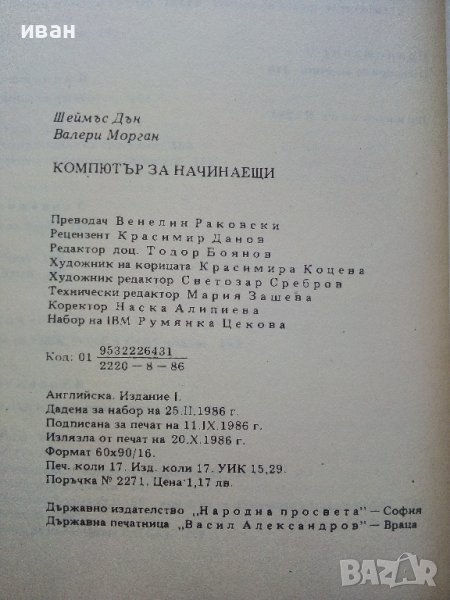 иван
Шеймъс Дън
Валери Морган
КОМПЮТЪР ЗА НАЧИНАЕЩИ
Преводач Венелин Раковски
Рецензент Красимир Данов
Редактор доц. Тодор Боянов
Художник на корицата Красимира Коцева
Художник редактор Светозар Сребров
Технически редактор Мария Зашева
Коректор Наска Алипиева
Набор на IBM Румянка Цекова
Код: 01 9532226431
2220—8—86
Английска. Издание I.
Дадена за набор на 25.II.1986 г.
Подписана за печат на 11.IX.1986 г.
Излязла от печат на 20.X.1986 г.
Формат 60x90/16.
Печ. коли 17. Изд. коли 17. УИК 15,29.
Поръчка № 2271. Цена 1,17 лв.
Държавно издателство „Народна просвета"—София
Държавна печатница „Васил Александров"—Враца
BAZAR